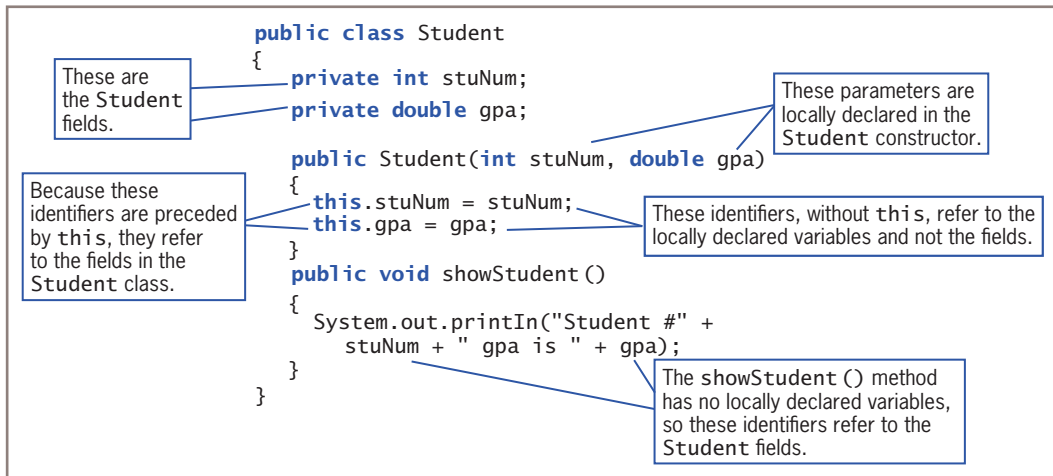 public class Student
{
These are
the Student
fields.
private int stuNum;
private double gpa;
These parameters are
locally declared in the
Student constructor.
public Student(int stuNum, double gpa)
{
Because these
identifiers are preceded
by this, they refer
to the fields in the
Student class.
this.stuNum = stuNum;
this.gpa = gpa;
These identifiers, without this, refer to the
locally declared variables and not the fields.
}
public void showStudent()
{
System.out.printIn("Student #" +
stuNum + " gpa is " + gpa);
}
The showStudent() method
has no locally declared variables,
so these identifiers refer to the
Student fields.
}